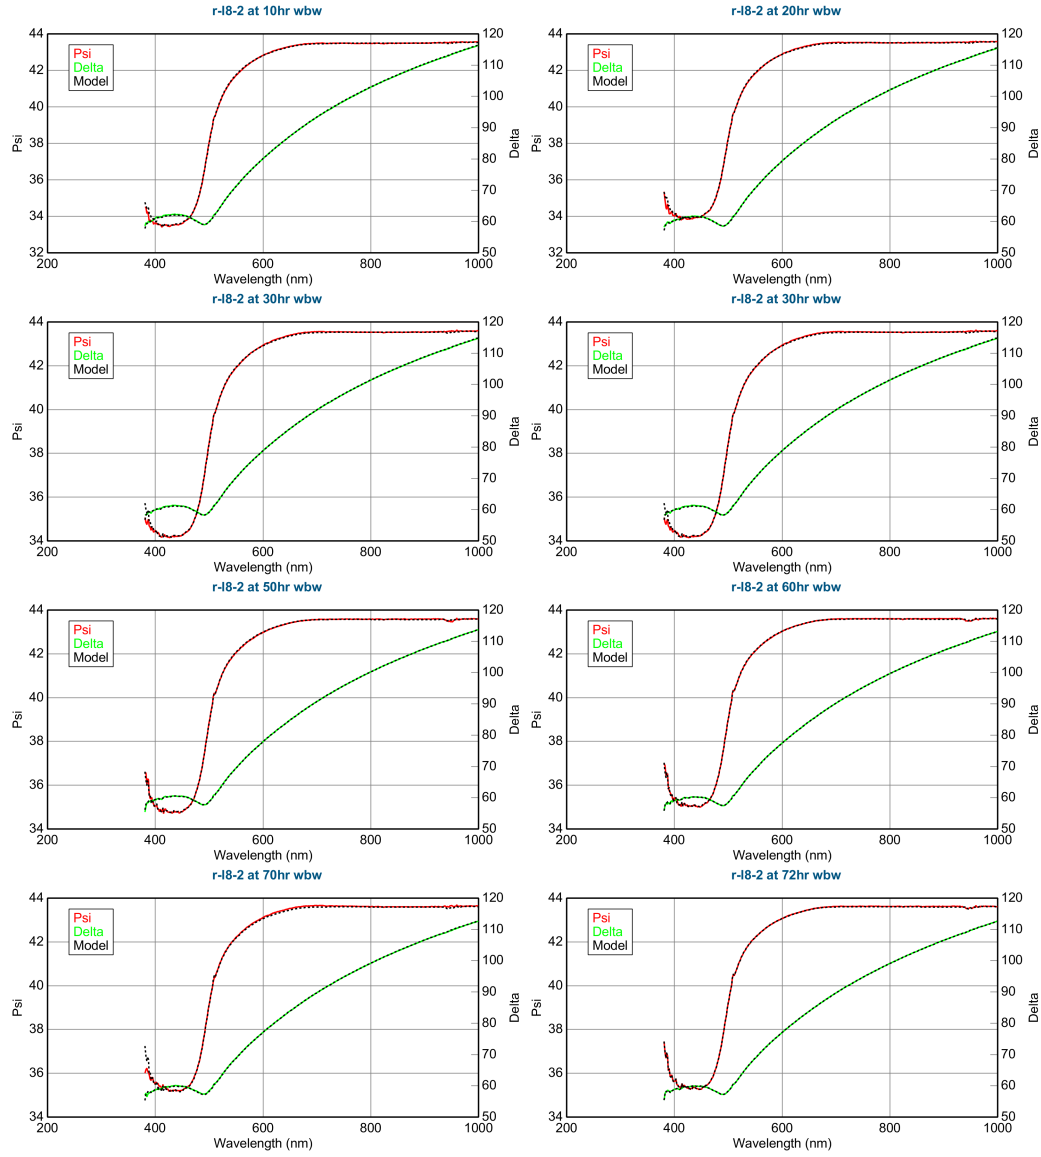 r-l8-2 at 10hr wbw
44
42
40
38
36
34
32
Psi
Psi
Delta
Model
120
110
100
90
80
70
60
50
Delta
200 400 600 800 1000
Wavelength (nm)
r-l8-2 at 20hr wbw
44
42
40
38
36
34
32
Psi
Psi
Delta
Model
120
110
100
90
80
70
60
50
Delta
200 400 600 800 1000
Wavelength (nm)
r-l8-2 at 30hr wbw
44
42
40
38
36
34
Psi
Psi
Delta
Model
120
110
100
90
80
70
60
50
Delta
200 400 600 800 1000
Wavelength (nm)
r-l8-2 at 30hr wbw
44
42
40
38
36
34
Psi
Psi
Delta
Model
120
110
100
90
80
70
60
50
Delta
200 400 600 800 1000
Wavelength (nm)
r-l8-2 at 50hr wbw
44
42
40
38
36
34
Psi
Psi
Delta
Model
120
110
100
90
80
70
60
50
Delta
200 400 600 800 1000
Wavelength (nm)
r-l8-2 at 60hr wbw
44
42
40
38
36
34
Psi
Psi
Delta
Model
120
110
100
90
80
70
60
50
Delta
200 400 600 800 1000
Wavelength (nm)
r-l8-2 at 70hr wbw
44
42
40
38
36
34
Psi
Psi
Delta
Model
120
110
100
90
80
70
60
50
Delta
200 400 600 800 1000
Wavelength (nm)
r-l8-2 at 72hr wbw
44
42
40
38
36
34
Psi
Psi
Delta
Model
120
110
100
90
80
70
60
50
Delta
200 400 600 800 1000
Wavelength (nm)